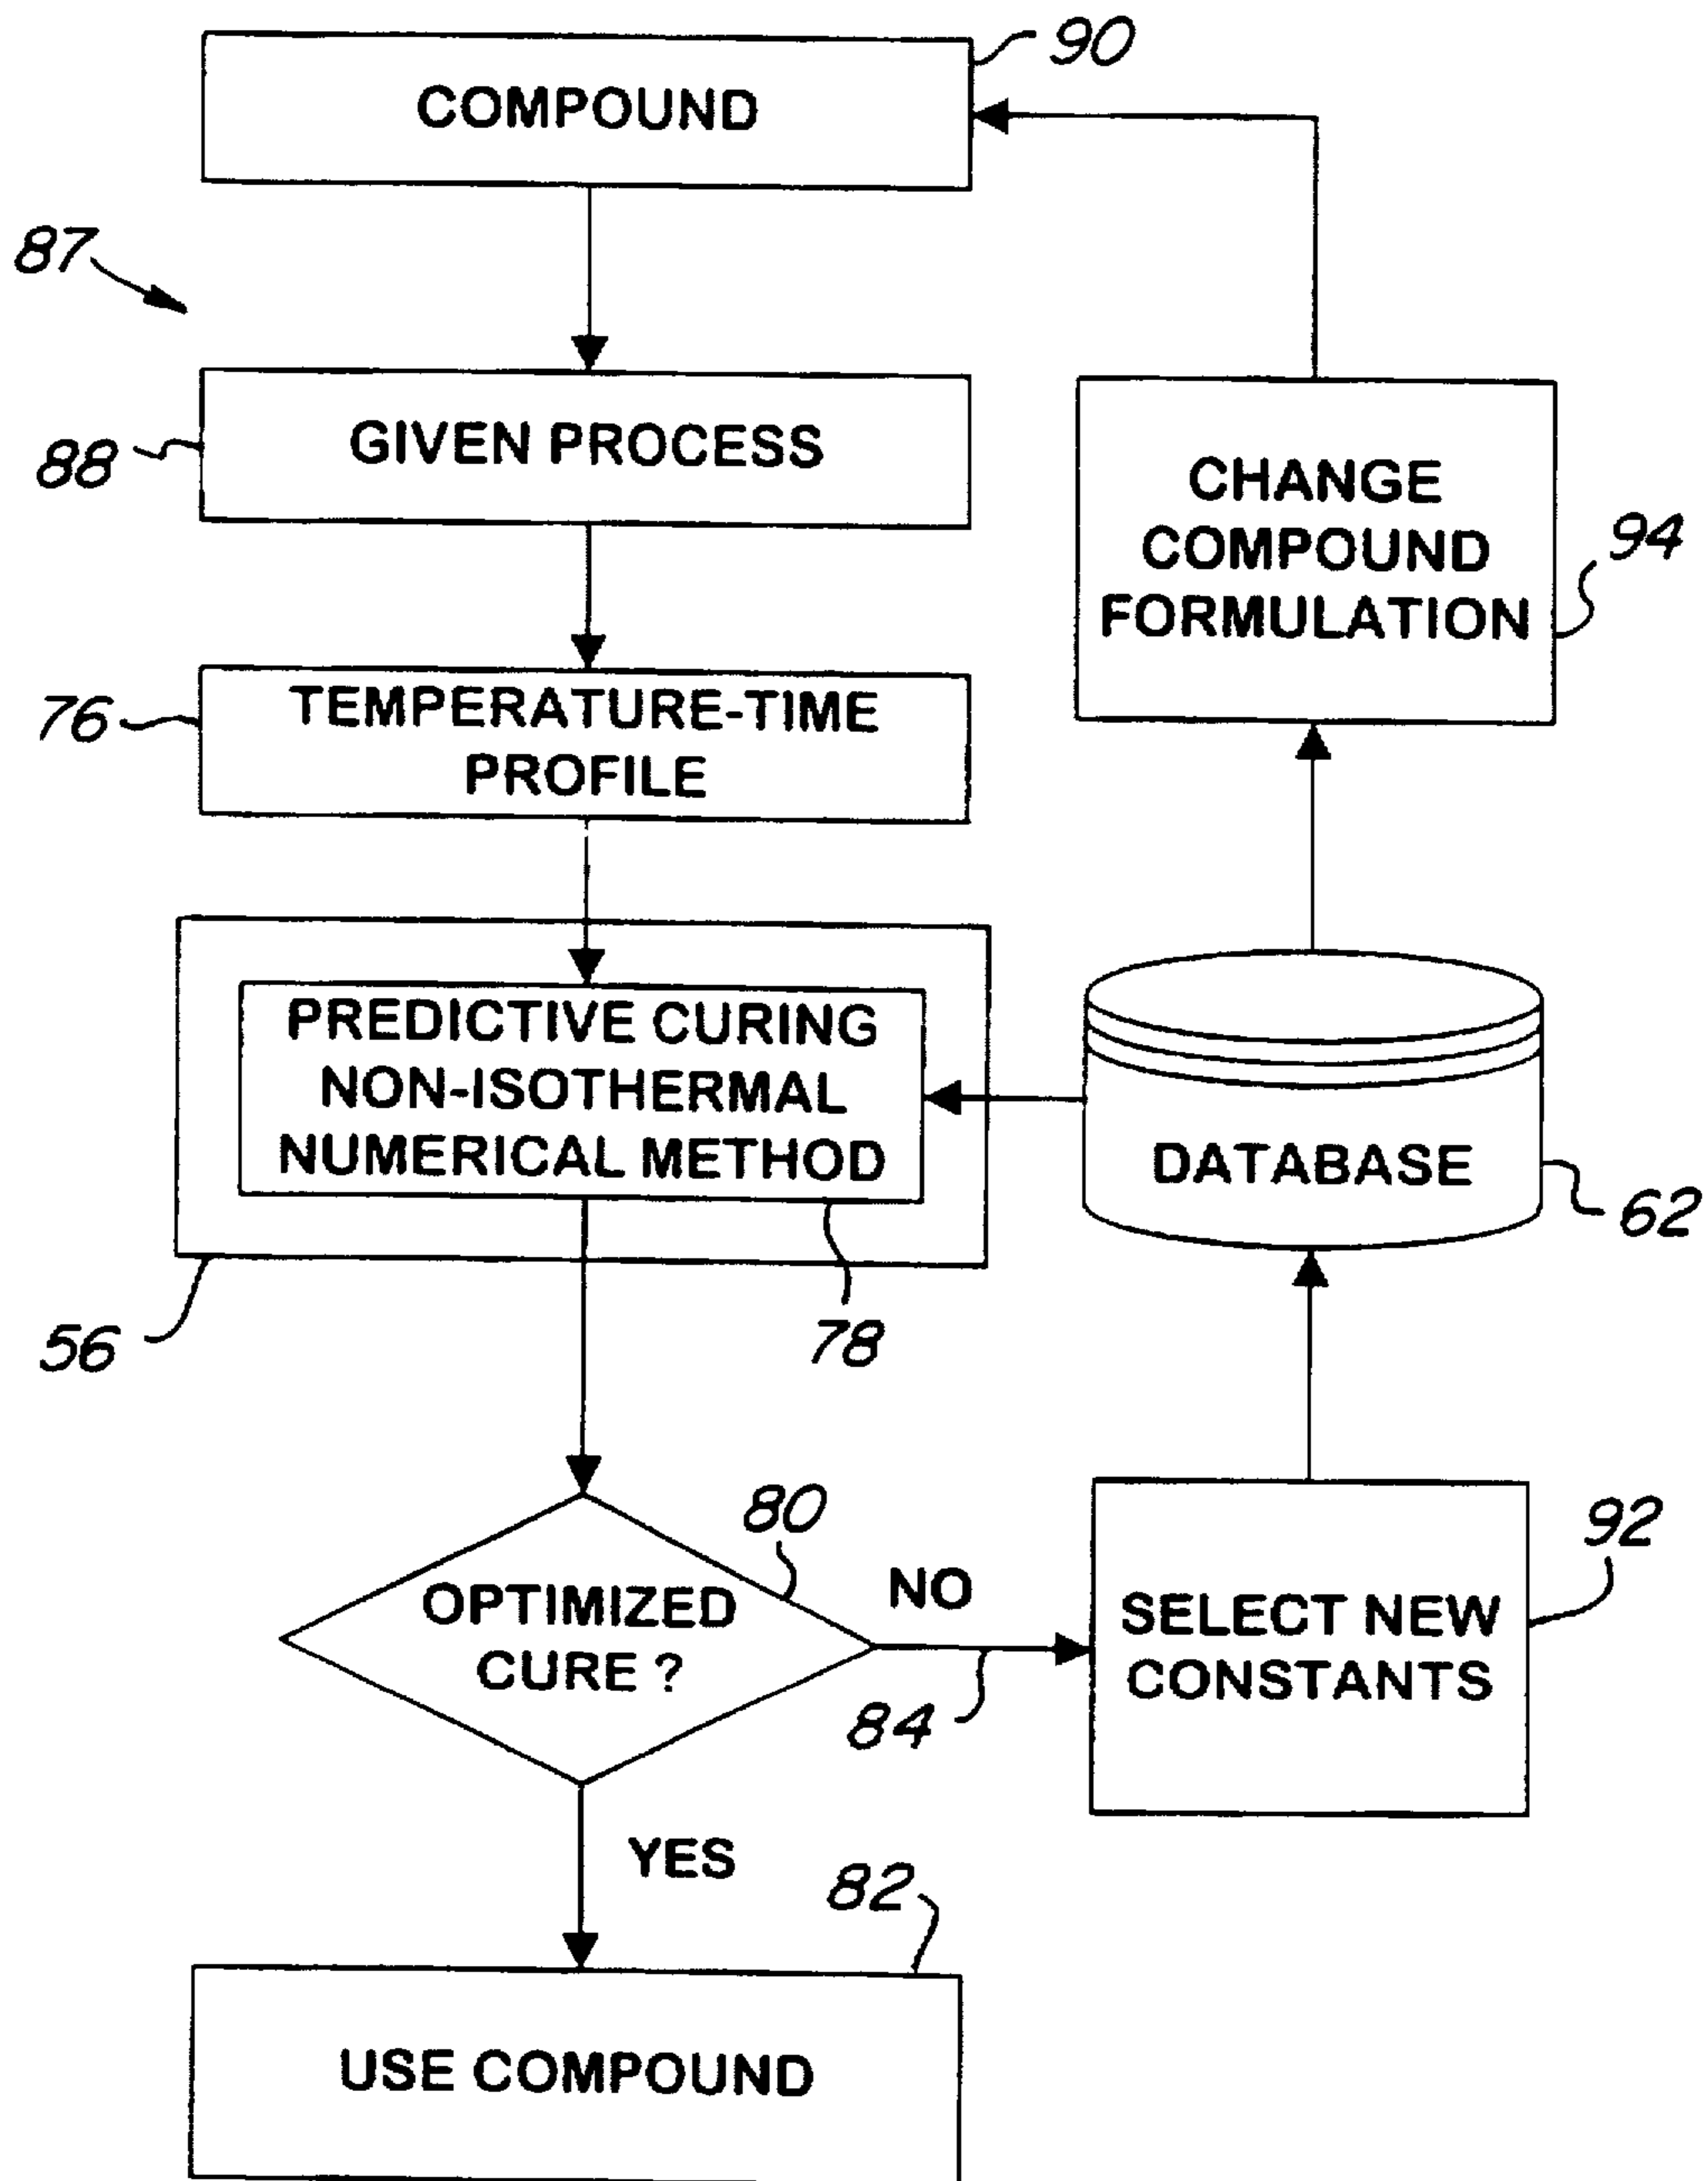 90
COMPOUND
87
GIVEN PROCESS
88
CHANGE
COMPOUND
FORMULATION
94
TEMPERATURE-TIME
PROFILE
76
PREDICTIVE CURING
NON-ISOTHERMAL
NUMERICAL METHOD
DATABASE
62
56
78
80
OPTIMIZED
CURE ?
NO
84
SELECT NEW
CONSTANTS
92
YES
82
USE COMPOUND